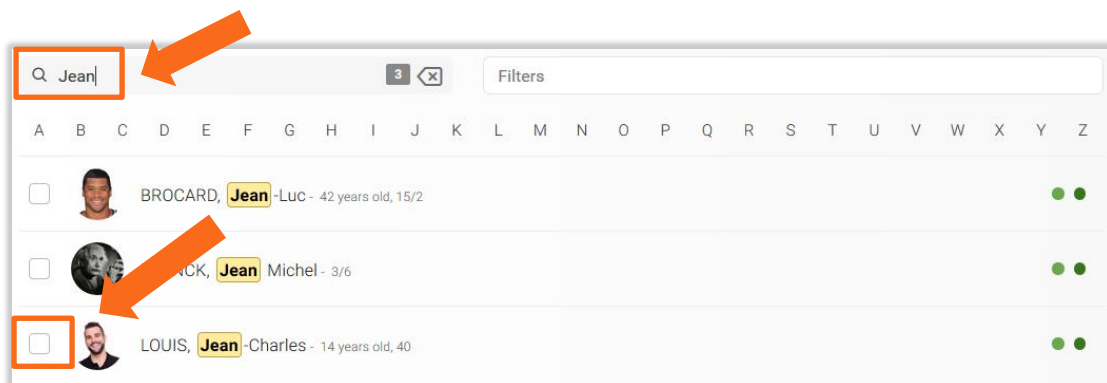 Jean 3 Filters
A B C D E F G H I J K L M N O P Q R S T U V W X Y Z
BROCARD, Jean-Luc - 42 years old, 15/2
CK, Jean Michel - 3/6
LOUIS, Jean-Charles - 14 years old, 40